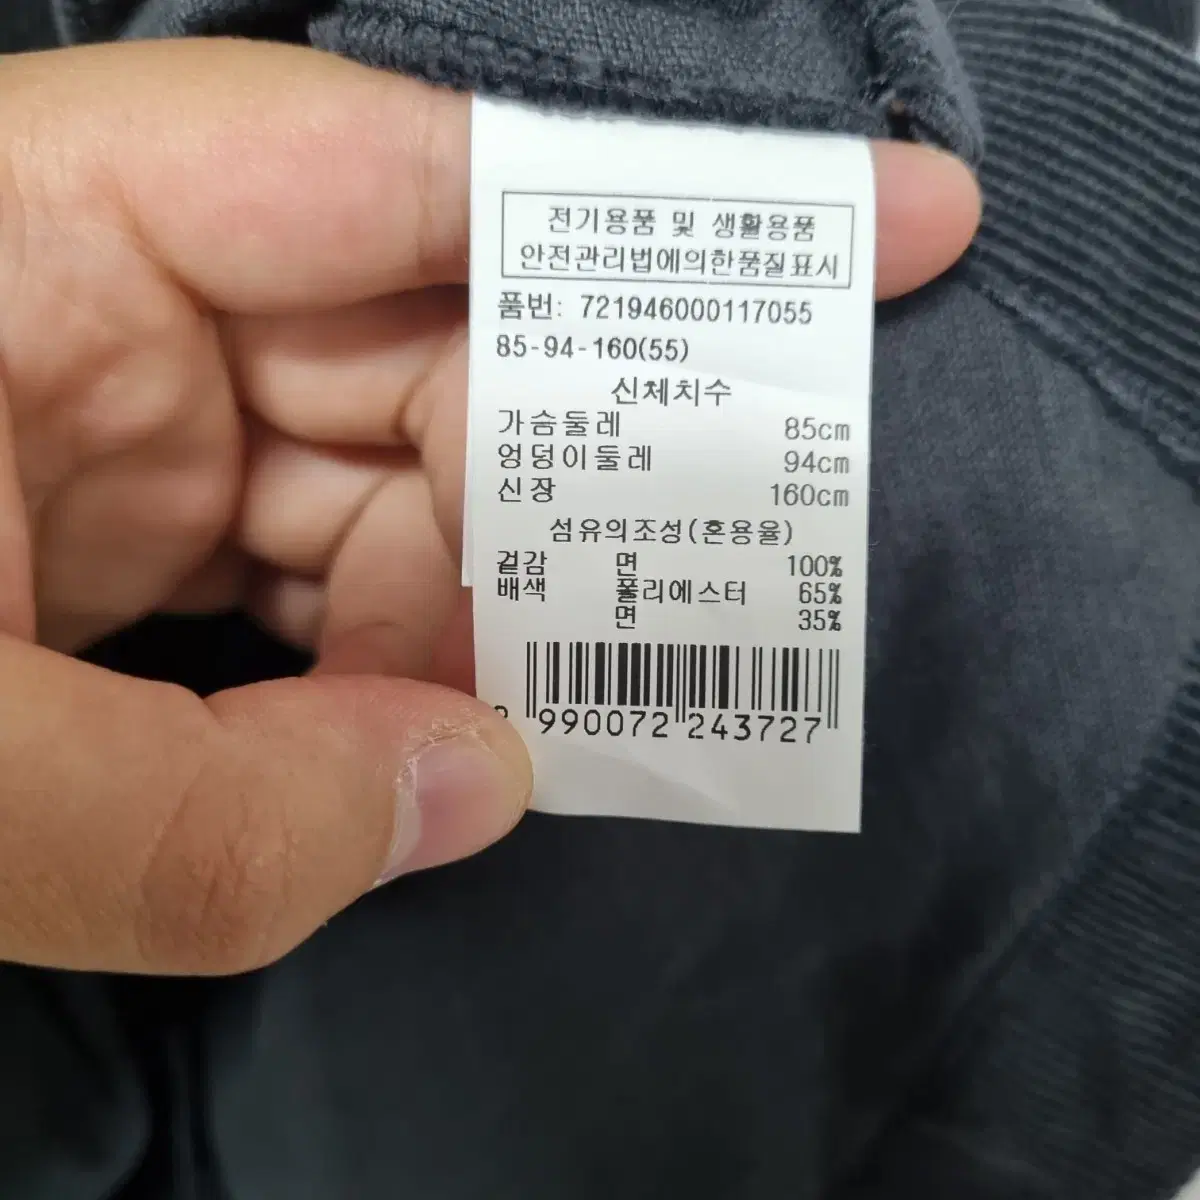 전기용품 및 생활용품
안전관리법에의한품질표시
품번: 721946000117055
85-94-160(55)
신체치수
가슴둘레 85cm
엉덩이둘레 94cm
신장 160cm
섬유의조성(혼용율)
겉감 면 100%
배색 폴리에스터 65%
면 35%
990072 243727